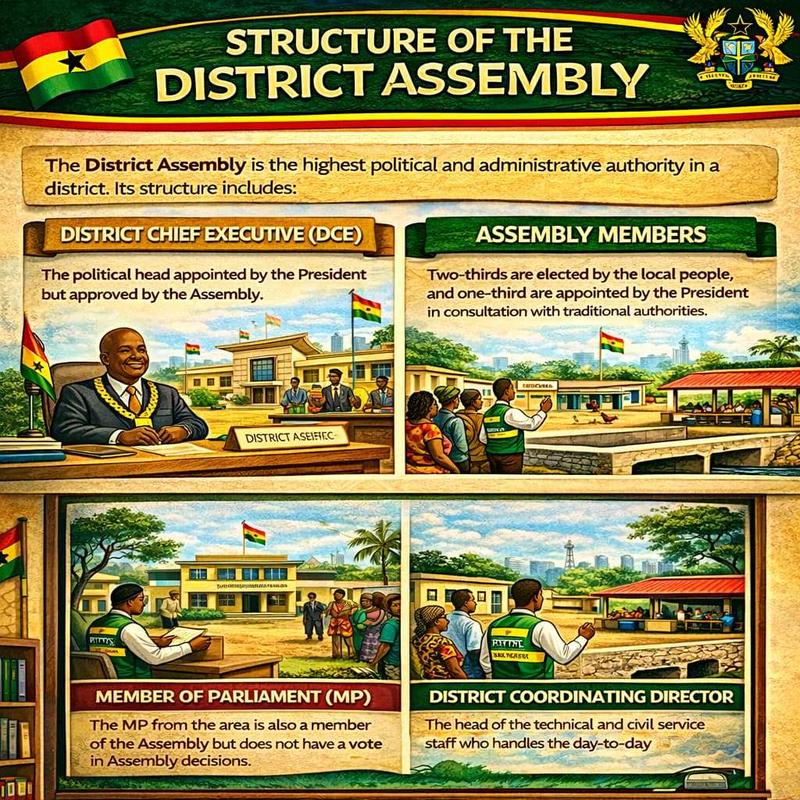 STRUCTURE OF THE
DISTRICT ASSEMBLY
The District Assembly is the highest political and administrative authority in a
district. Its structure includes:
DISTRICT CHIEF EXECUTIVE (DCE)
The political head appointed by the President
but approved by the Assembly.
DISTRICT
ASSEMBLY MEMBERS
Two-thirds are elected by the local people,
and one-third are appointed by the President
in consultation with traditional authorities.
MEMBER OF PARLIAMENT (MP)
The MP from the area is also a member
of the Assembly but does not have a vote
in Assembly decisions.
DISTRICT COORDINATING DIRECTOR
The head of the technical and civil service
staff who handles the day-to-day